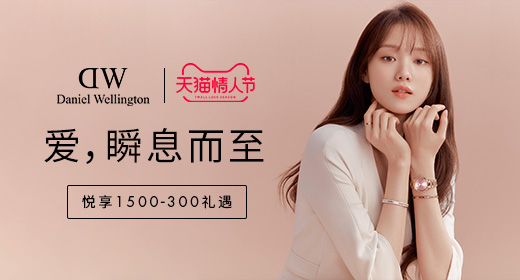 DW
Daniel Wellington
天猫情人节
TMALL LOVE SEASON
爱，瞬息而至
悦享1500-300礼遇